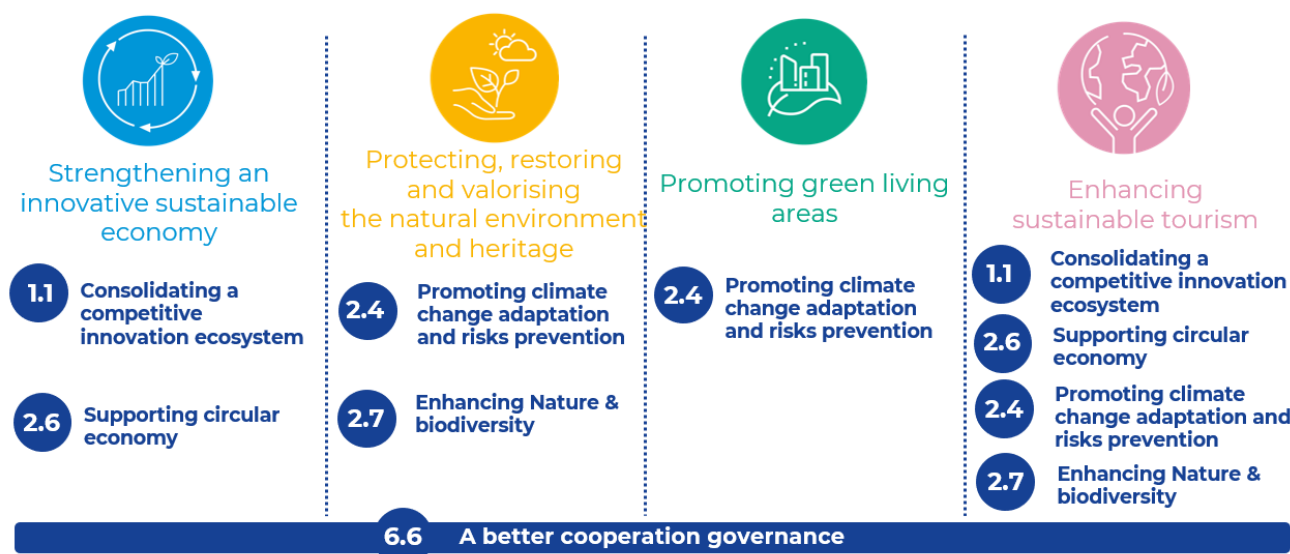 Strengthening an
innovative sustainable
economy
1.1
Consolidating a
competitive
innovation ecosystem
2.6
Supporting circular
economy
Protecting, restoring
and valorising
the natural environment
and heritage
2.4
Promoting climate
change adaptation
and risks prevention
2.7
Enhancing Nature &
biodiversity
Promoting green living
areas
2.4
Promoting climate
change adaptation
and risks prevention
Enhancing
sustainable tourism
1.1
Consolidating a
competitive innovation
ecosystem
2.6
Supporting circular
economy
2.4
Promoting climate
change adaptation and
risks prevention
2.7
Enhancing Nature &
biodiversity
6.6 A better cooperation governance